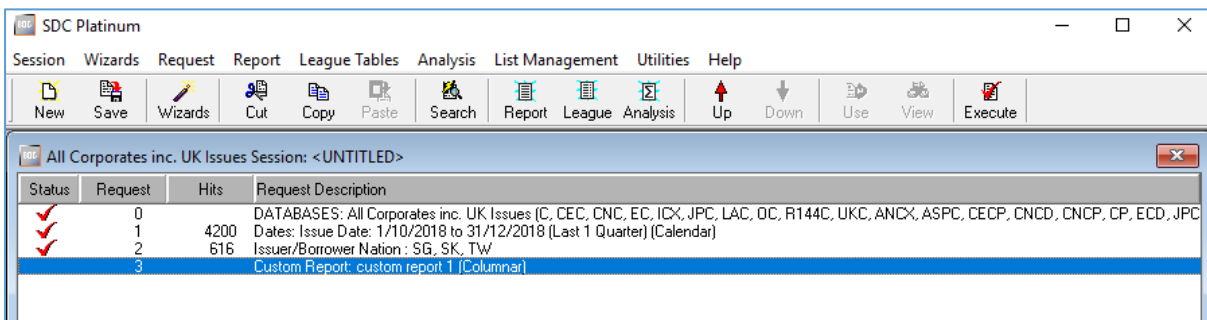 SDC Platinum
Session Wizards Request Report League Tables Analysis List Management Utilities Help
New Save Wizards Cut Copy Paste Search Report League Analysis Up Down Use View Execute
All Corporates inc. UK Issues Session: <UNTITLED>
Status Request Hits Request Description
0 DATABASES: All Corporates inc. UK Issues (C, CEC, CNC, EC, ICX, JPC, LAC, OC, R144C, UKC, ANCX, ASPC, CECP, CNCD, CNCP, CP, ECD, JPC
1 4200 Dates: Issue Date: 1/10/2018 to 31/12/2018 (Last 1 Quarter) (Calendar)
2 616 Issuer/Borrower Nation : SG, SK, TW
3 Custom Report: custom report 1 (Columnar)